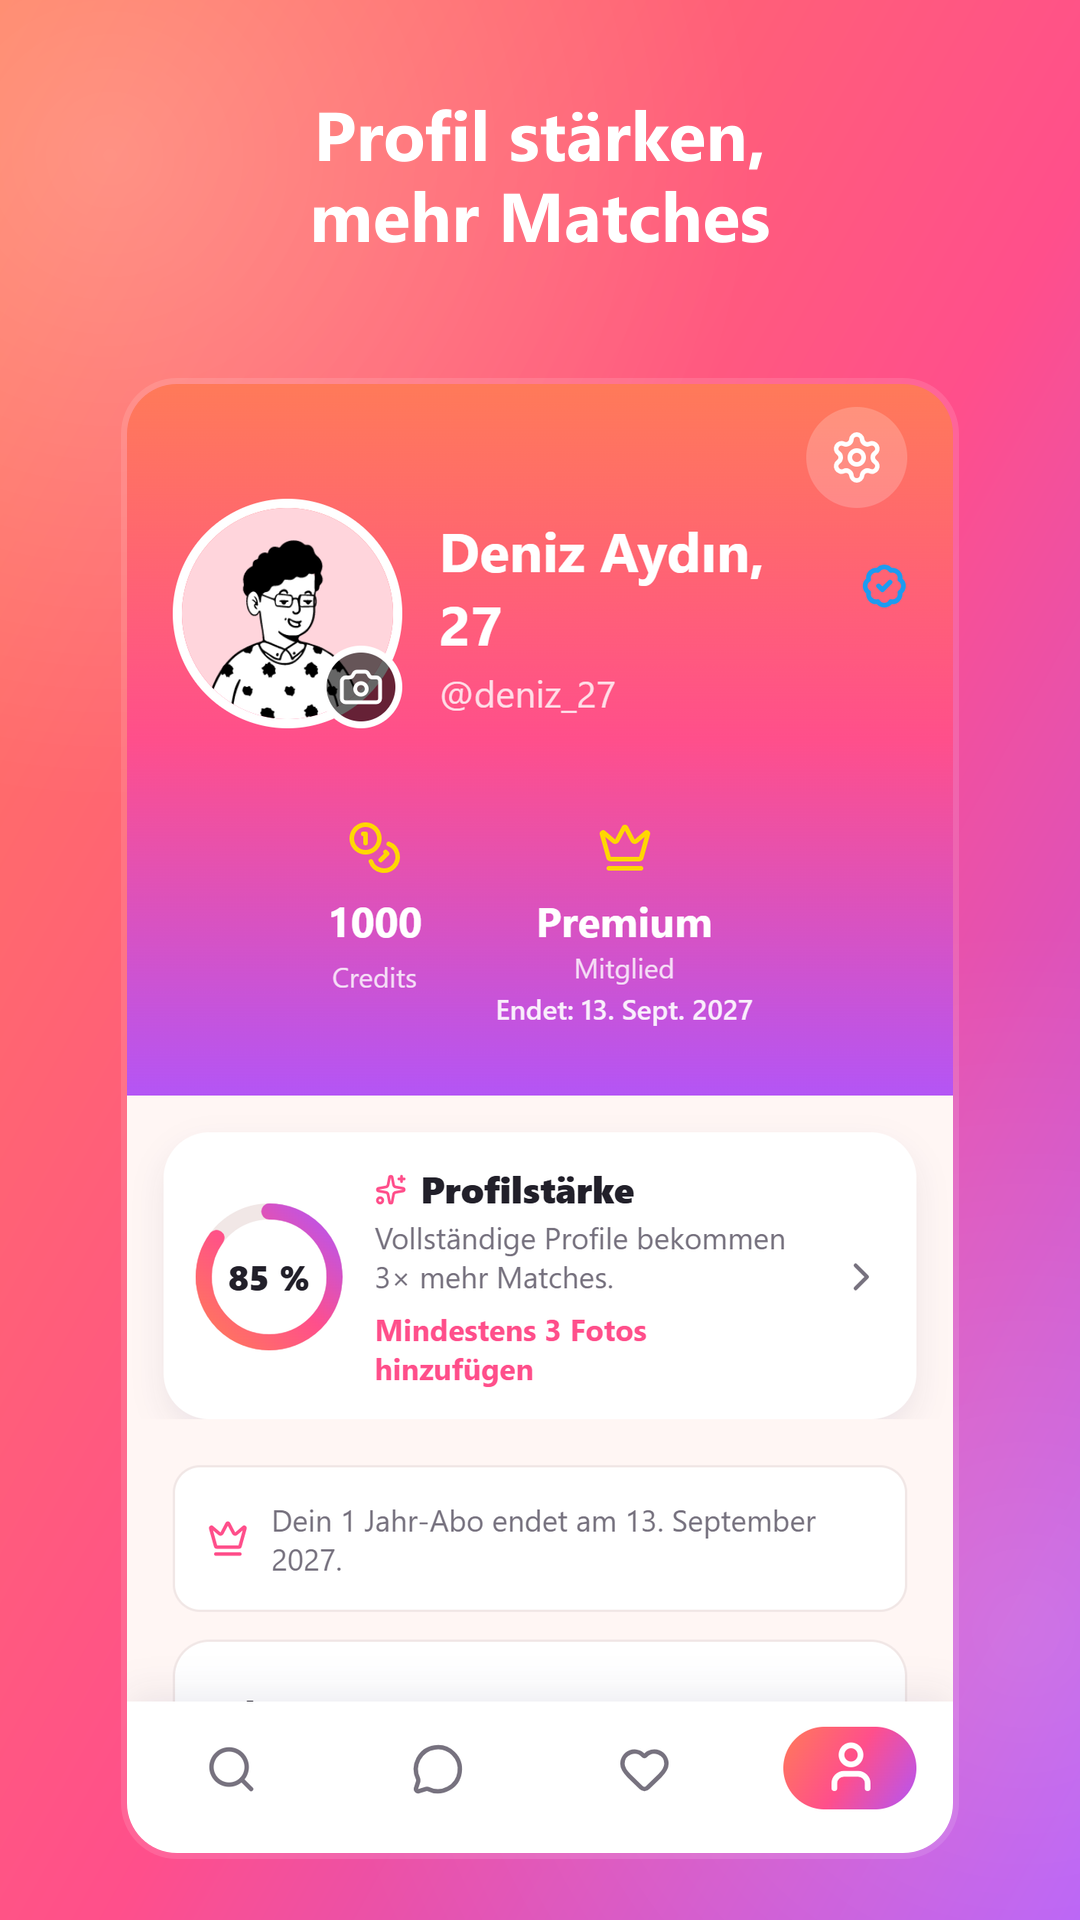 Profil stärken,
mehr Matches
Deniz Aydın,
27
@deniz_27
1000
Credits
Premium
Mitglied
Endet: 13. Sept. 2027
85 %
Profilstärke
Vollständige Profile bekommen
3× mehr Matches.
Mindestens 3 Fotos
hinzufügen
Dein 1 Jahr-Abo endet am 13. September
2027.